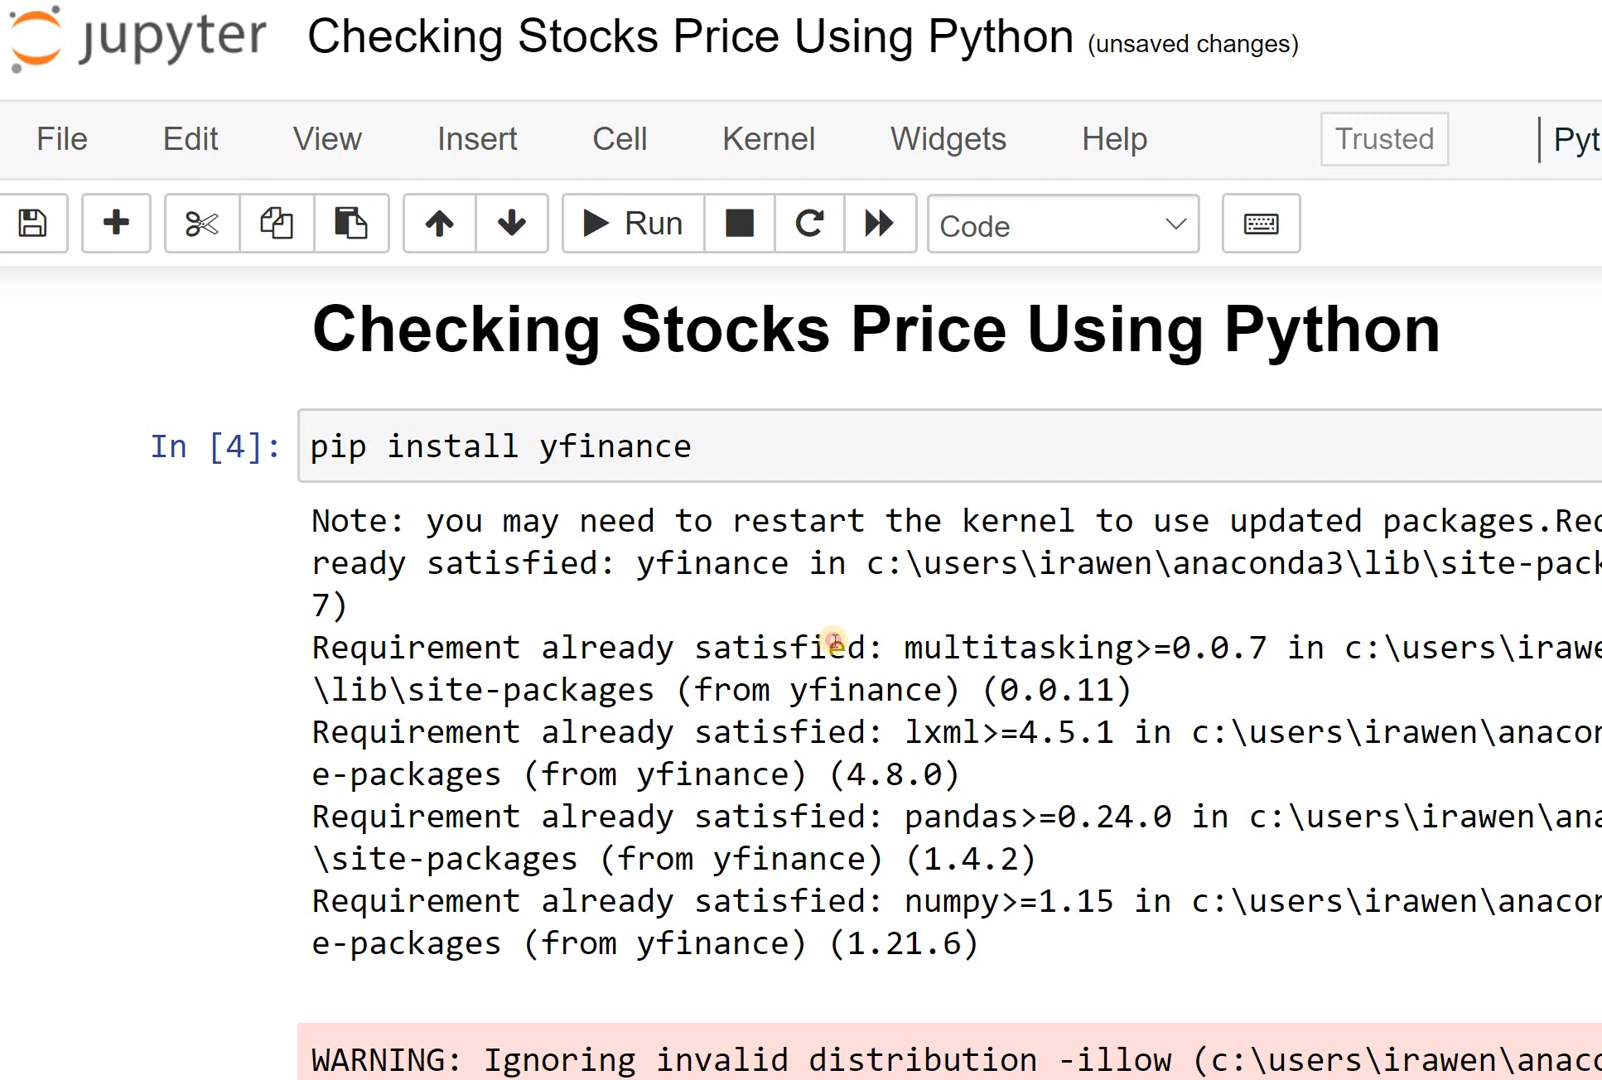 jupyter Checking Stocks Price Using Python (unsaved changes)
File Edit View Insert Cell Kernel Widgets Help Trusted Pyt
Run Code
Checking Stocks Price Using Python
In [4]: pip install yfinance
Note: you may need to restart the kernel to use updated packages.Req
ready satisfied: yfinance in c:\users\irawen\anaconda3\lib\site-pack
7)
Requirement already satisfied: multitasking>=0.0.7 in c:\users\irawe
\lib\site-packages (from yfinance) (0.0.11)
Requirement already satisfied: lxml>=4.5.1 in c:\users\irawen\anacon
e-packages (from yfinance) (4.8.0)
Requirement already satisfied: pandas>=0.24.0 in c:\users\irawen\ana
\site-packages (from yfinance) (1.4.2)
Requirement already satisfied: numpy>=1.15 in c:\users\irawen\anacon
e-packages (from yfinance) (1.21.6)
WARNING: Ignoring invalid distribution -illow (c:\users\irawen\anaco